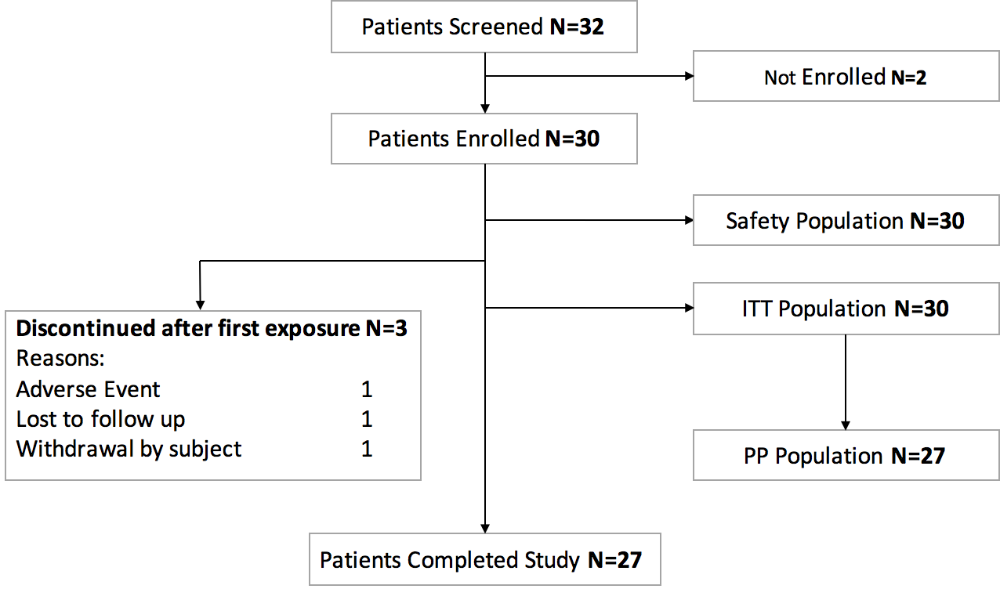 Patients Screened N=32
Not Enrolled N=2
Patients Enrolled N=30
Safety Population N=30
ITT Population N=30
Discontinued after first exposure N=3
Reasons:
Adverse Event 1
Lost to follow up 1
Withdrawal by subject 1
PP Population N=27
Patients Completed Study N=27